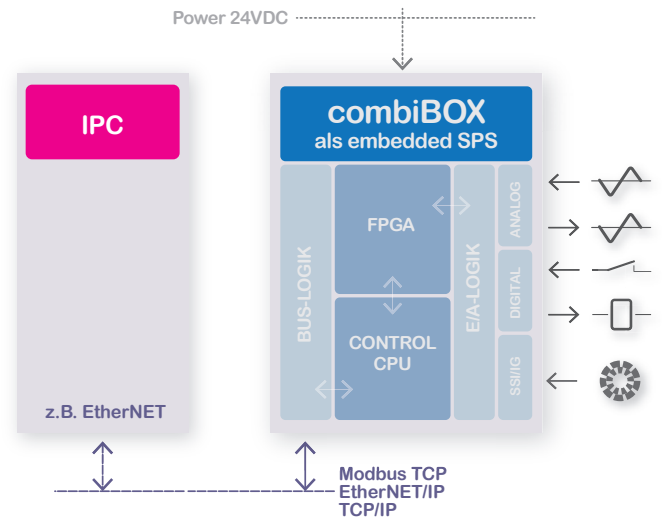 Power 24VDC
IPC
combiBOX
als embedded SPS
BUS-LOGIK
FPGA
CONTROL
CPU
E/A-LOGIK
ANALOG
DIGITAL
SSI/IG
z.B. EtherNET
Modbus TCP
EtherNET/IP
TCP/IP